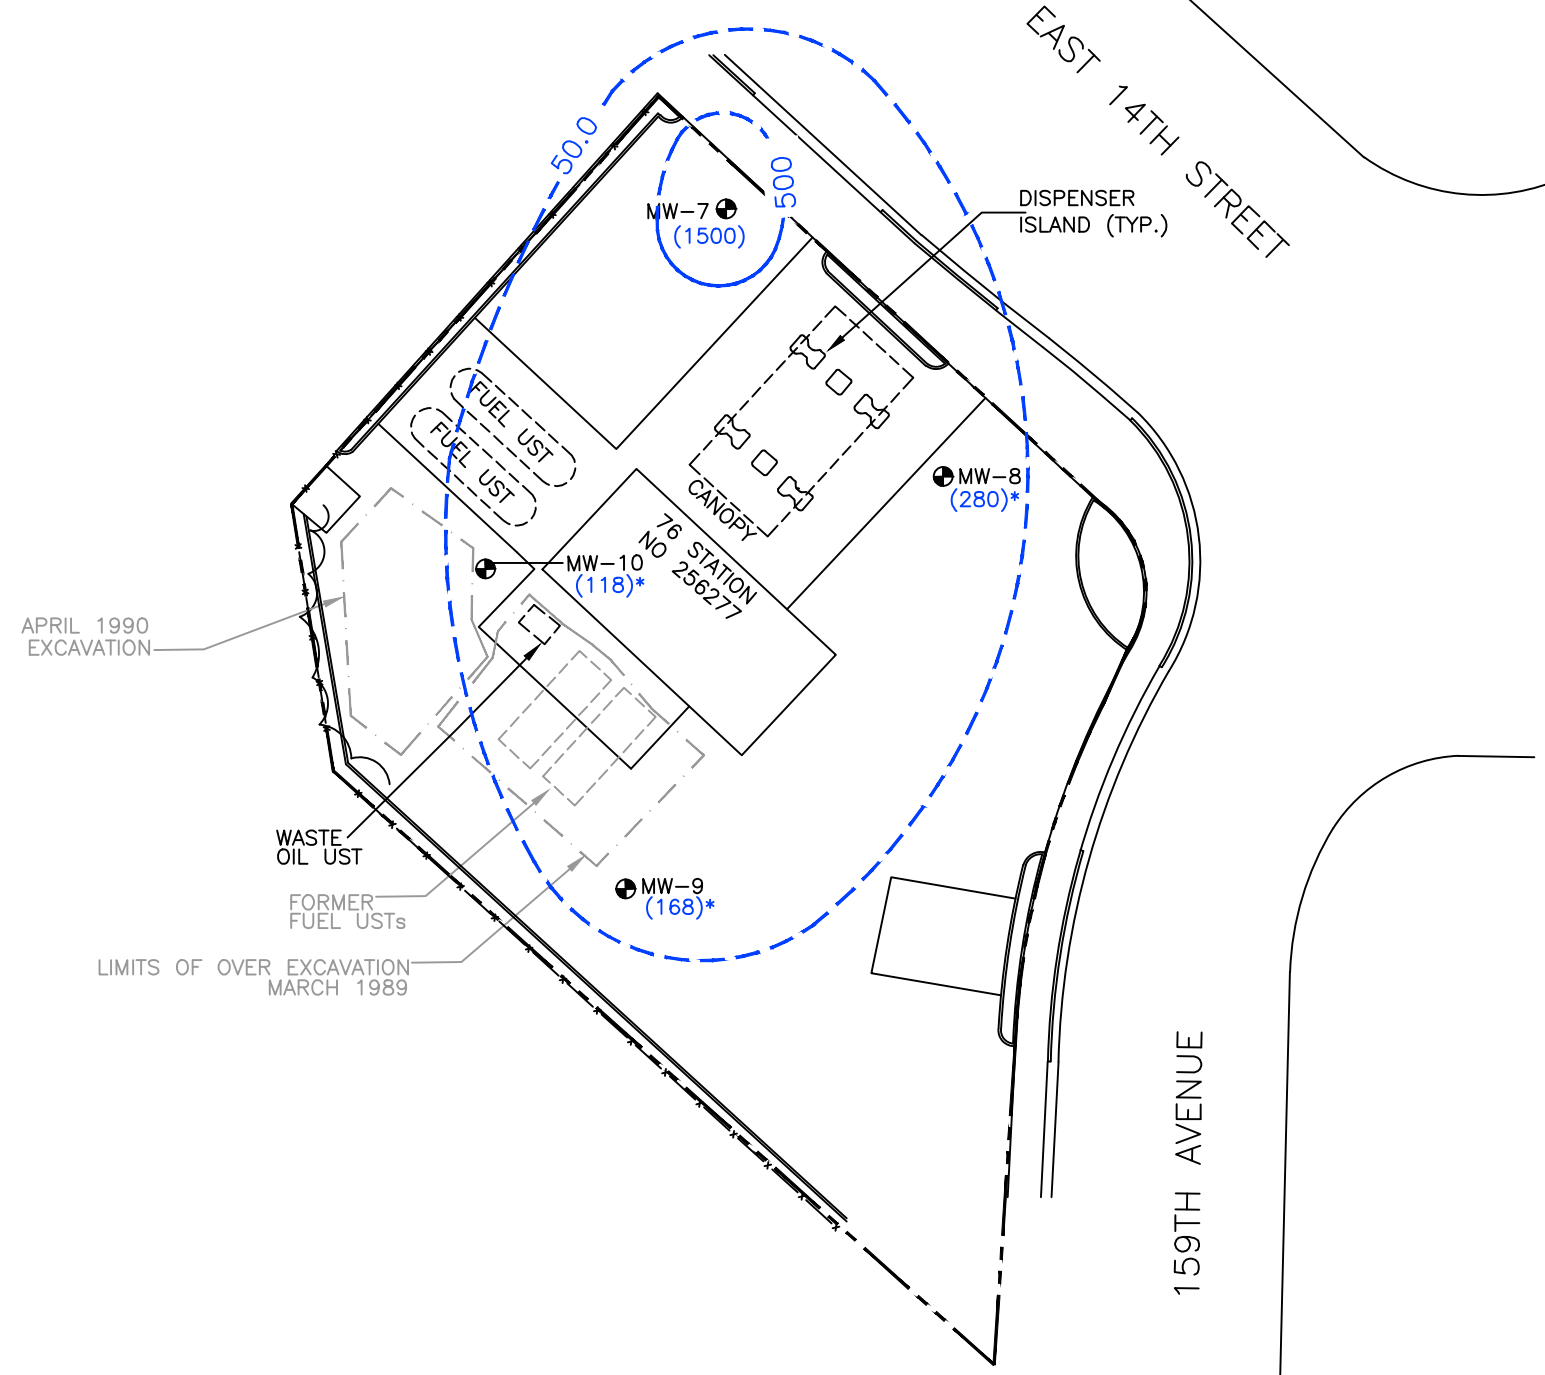 EAST 14TH STREET
50.0
500
MW-7
(1500)
DISPENSER
ISLAND (TYP.)
FUEL UST
FUEL UST
CANOPY
MW-8
(280)*
76 STATION
NO 256277
MW-10
(118)*
APRIL 1990
EXCAVATION
WASTE
OIL UST
FORMER
FUEL USTs
MW-9
(168)*
LIMITS OF OVER EXCAVATION
MARCH 1989
159TH AVENUE